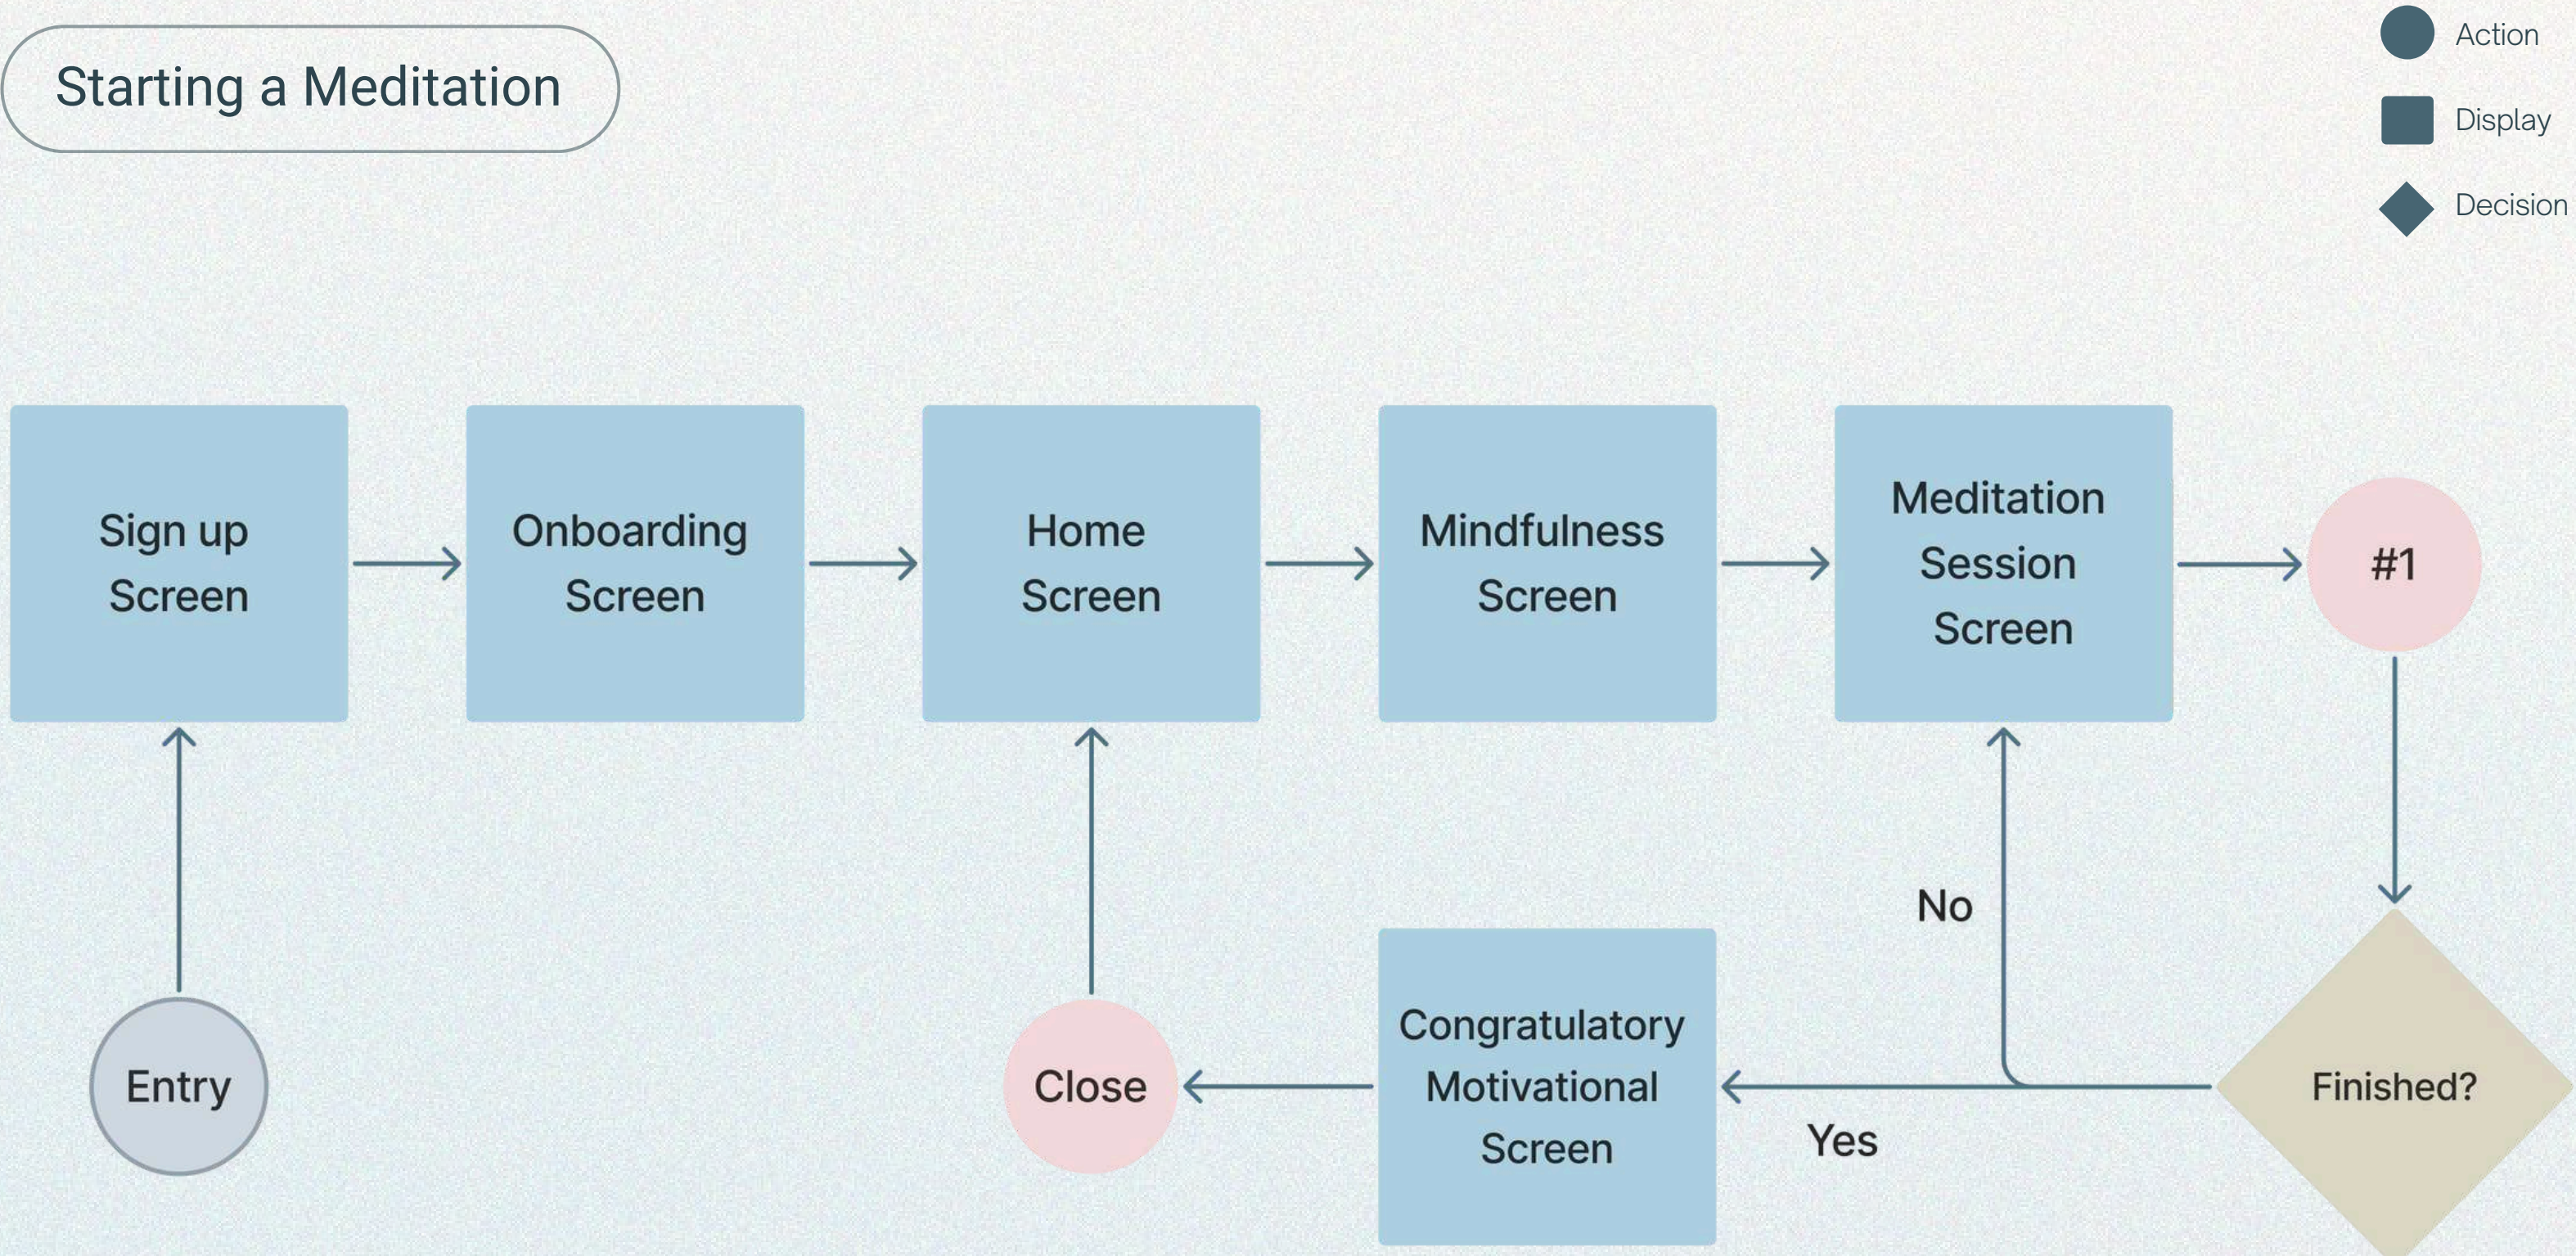 Starting a Meditation
Action
Display
Decision
Sign up
Screen
Onboarding
Screen
Home
Screen
Mindfulness
Screen
Meditation
Session
Screen
#1
No
Entry
Close
Congratulatory
Motivational
Screen
Yes
Finished?